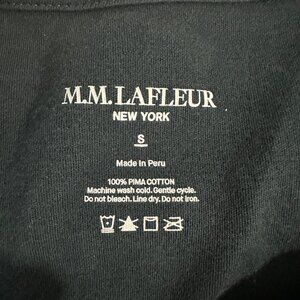 M.M.LAFLEUR
NEW YORK
S
Made in Peru
100% PIMA COTTON
Machine wash cold. Gentle cycle.
Do not bleach. Line dry. Do not iron.